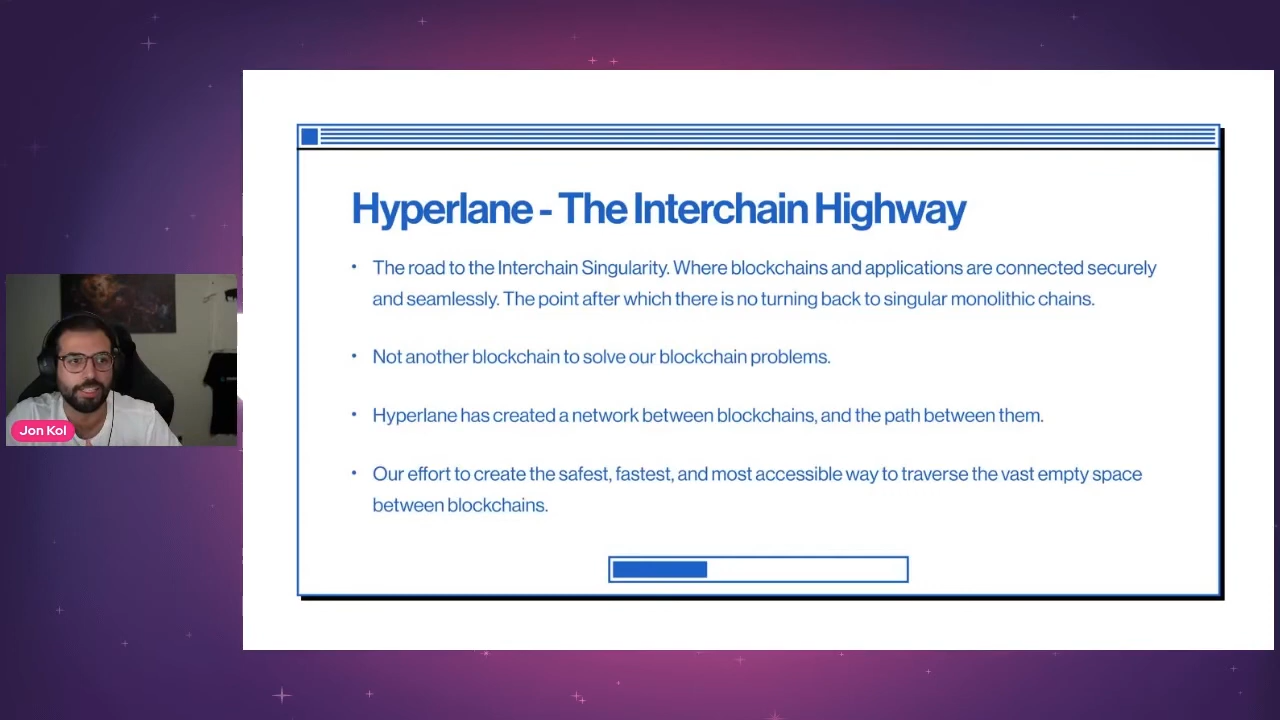 Hyperlane - The Interchain Highway
• The road to the Interchain Singularity. Where blockchains and applications are connected securely
and seamlessly. The point after which there is no turning back to singular monolithic chains.
• Not another blockchain to solve our blockchain problems.
• Hyperlane has created a network between blockchains, and the path between them.
• Our effort to create the safest, fastest, and most accessible way to traverse the vast empty space
between blockchains.
Jon Kol